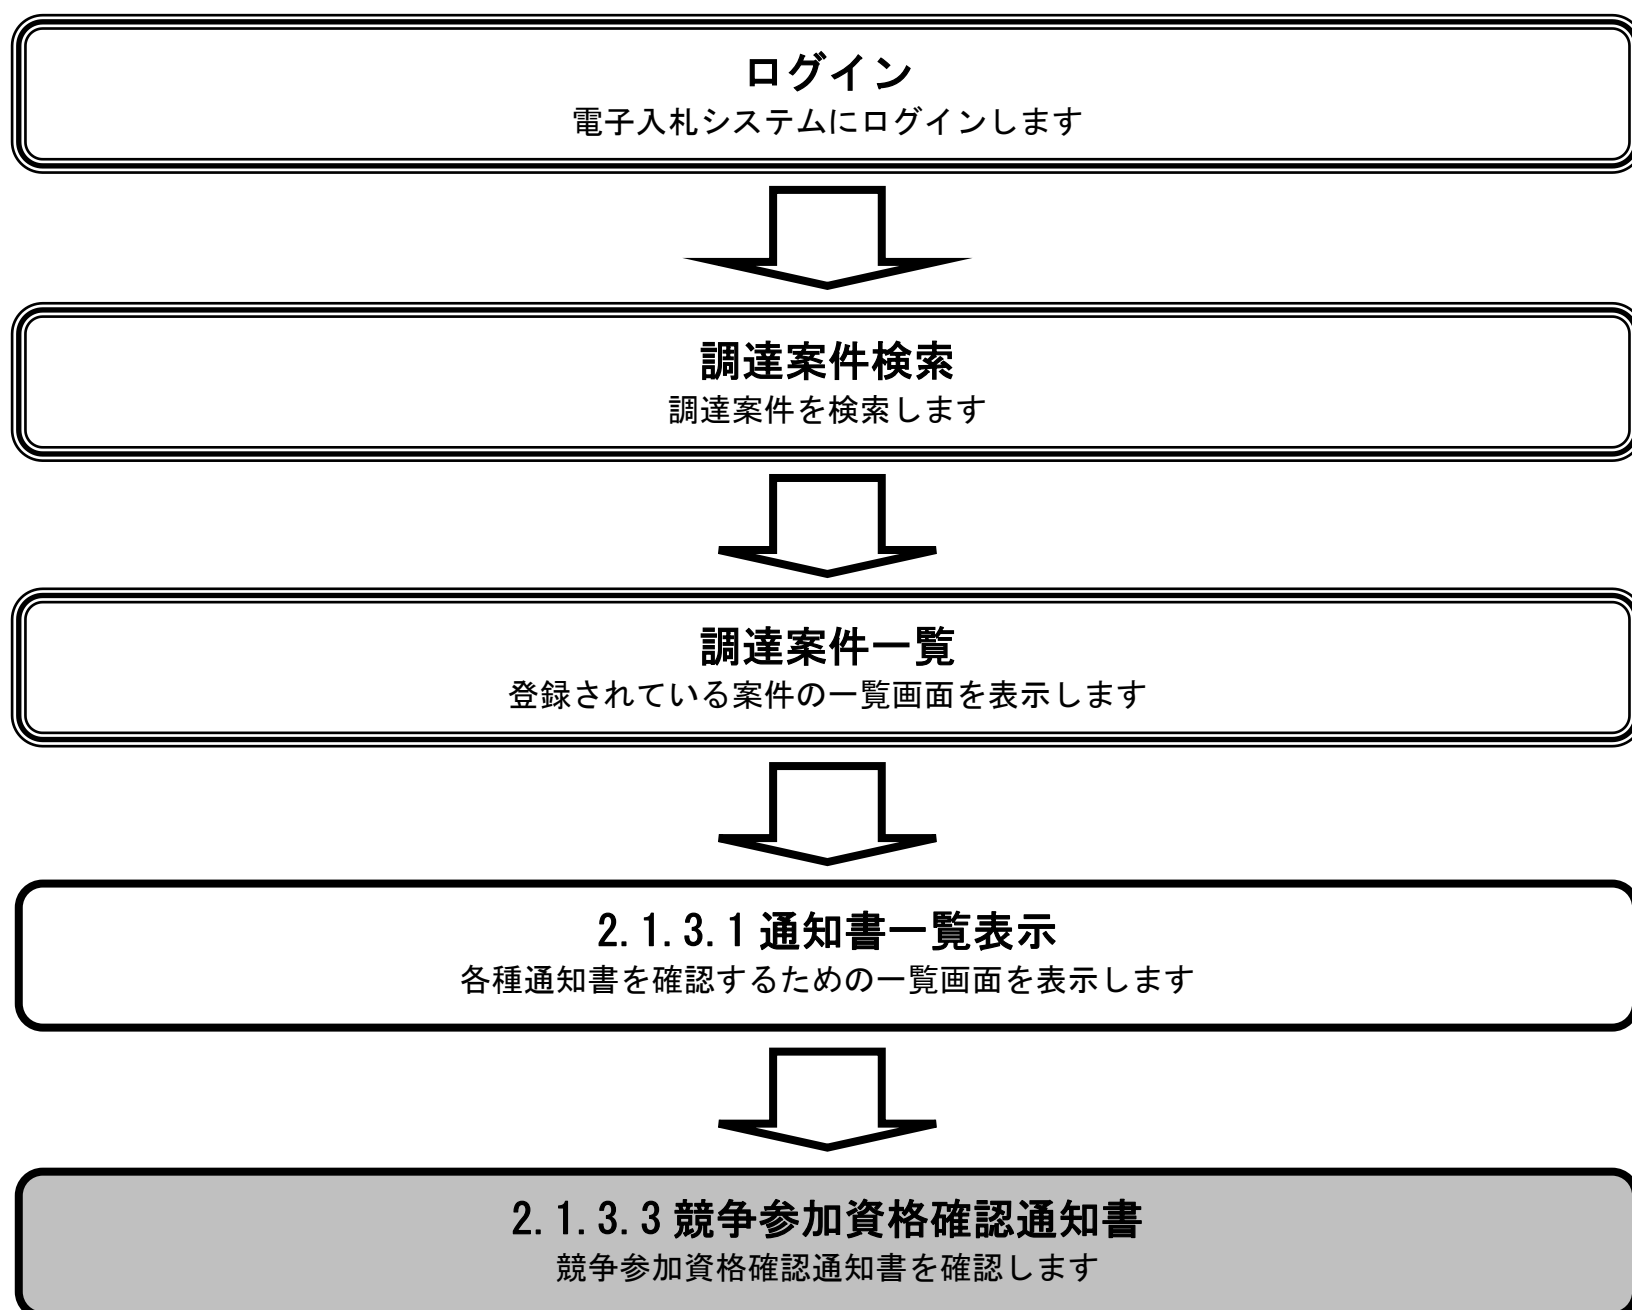 ログイン
電子入札システムにログインします
調達案件検索
調達案件を検索します
調達案件一覧
登録されている案件の一覧画面を表示します
2.1.3.1 通知書一覧表示
各種通知書を確認するための一覧画面を表示します
2.1.3.3 競争参加資格確認通知書
競争参加資格確認通知書を確認します